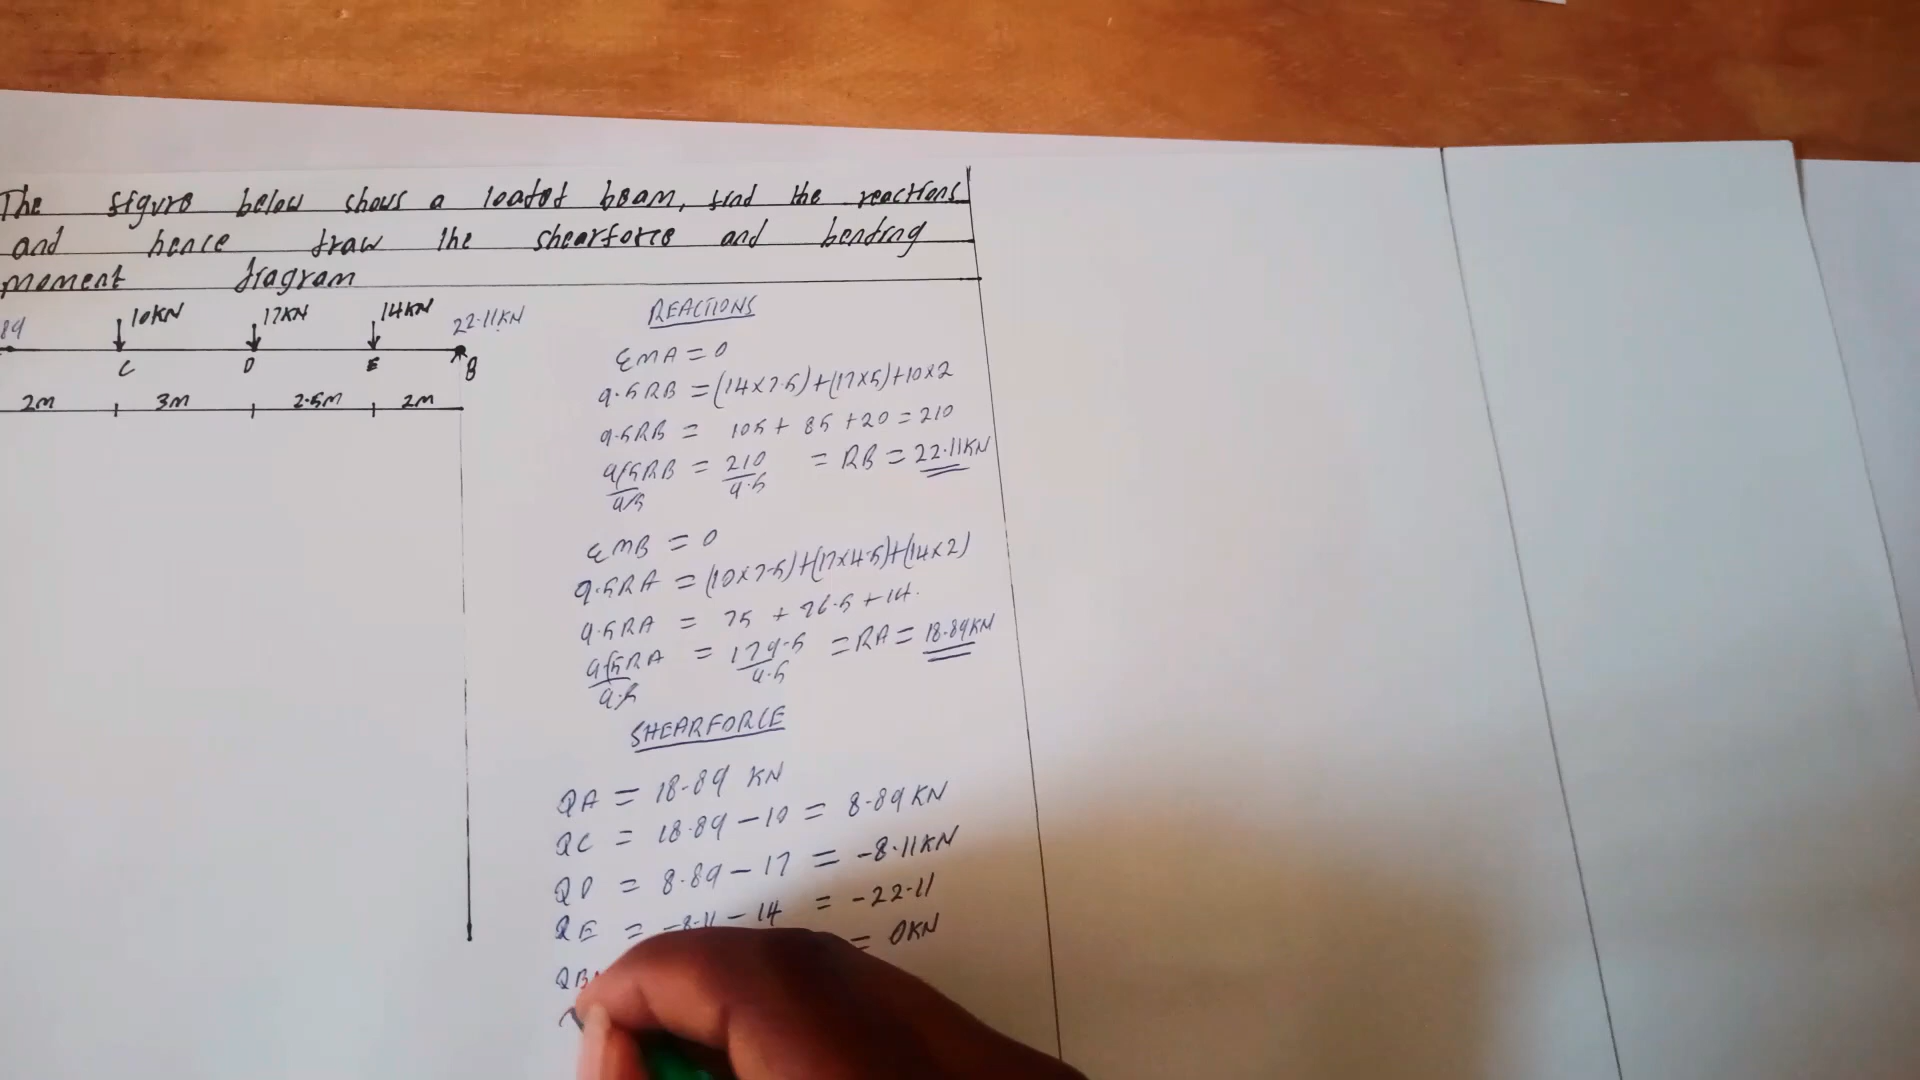 The figure below shows a loaded beam, find the reactions
and hence draw the shearforce and bending
moment diagram
89 10KN 17KN 14KN 22.11KN
C D E B
2m 3m 2.5m 2m
REACTIONS
ΣMA = 0
9.5RB = (14×7.5)+(17×5)+10×2
9.5RB = 105 + 85 + 20 = 210
9.5RB = 210 = RB = 22.11KN
9.5 9.5
ΣMB = 0
9.5RA = (10×7.5)+(17×4.5)+(14×2)
9.5RA = 75 + 76.5 + 14.
9.5RA = 179.5 = RA = 18.89KN
9.5 9.5
SHEARFORCE
QA = 18.89 KN
QC = 18.89 - 10 = 8.89KN
QD = 8.89 - 17 = -8.11KN
QE = -8.11 - 14 = -22.11
QB = 0KN